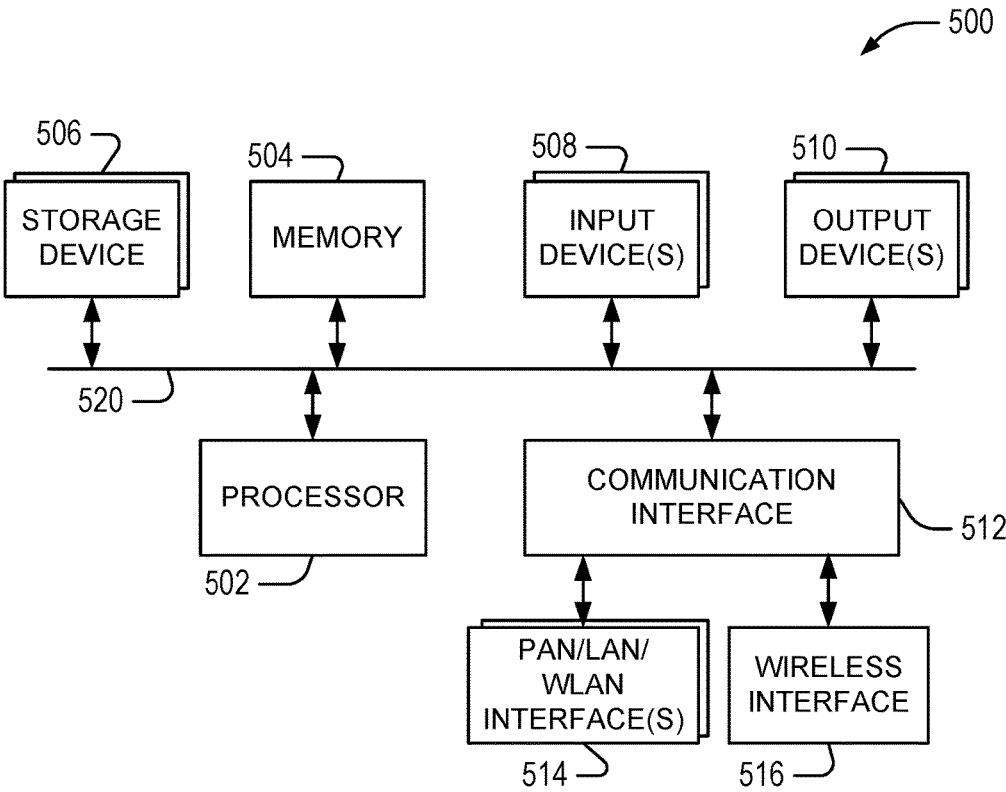 500
506
504
508
510
STORAGE
DEVICE
MEMORY
INPUT
DEVICE(S)
OUTPUT
DEVICE(S)
520
PROCESSOR
COMMUNICATION
INTERFACE
512
502
PAN/LAN/
WLAN
INTERFACE(S)
WIRELESS
INTERFACE
514
516